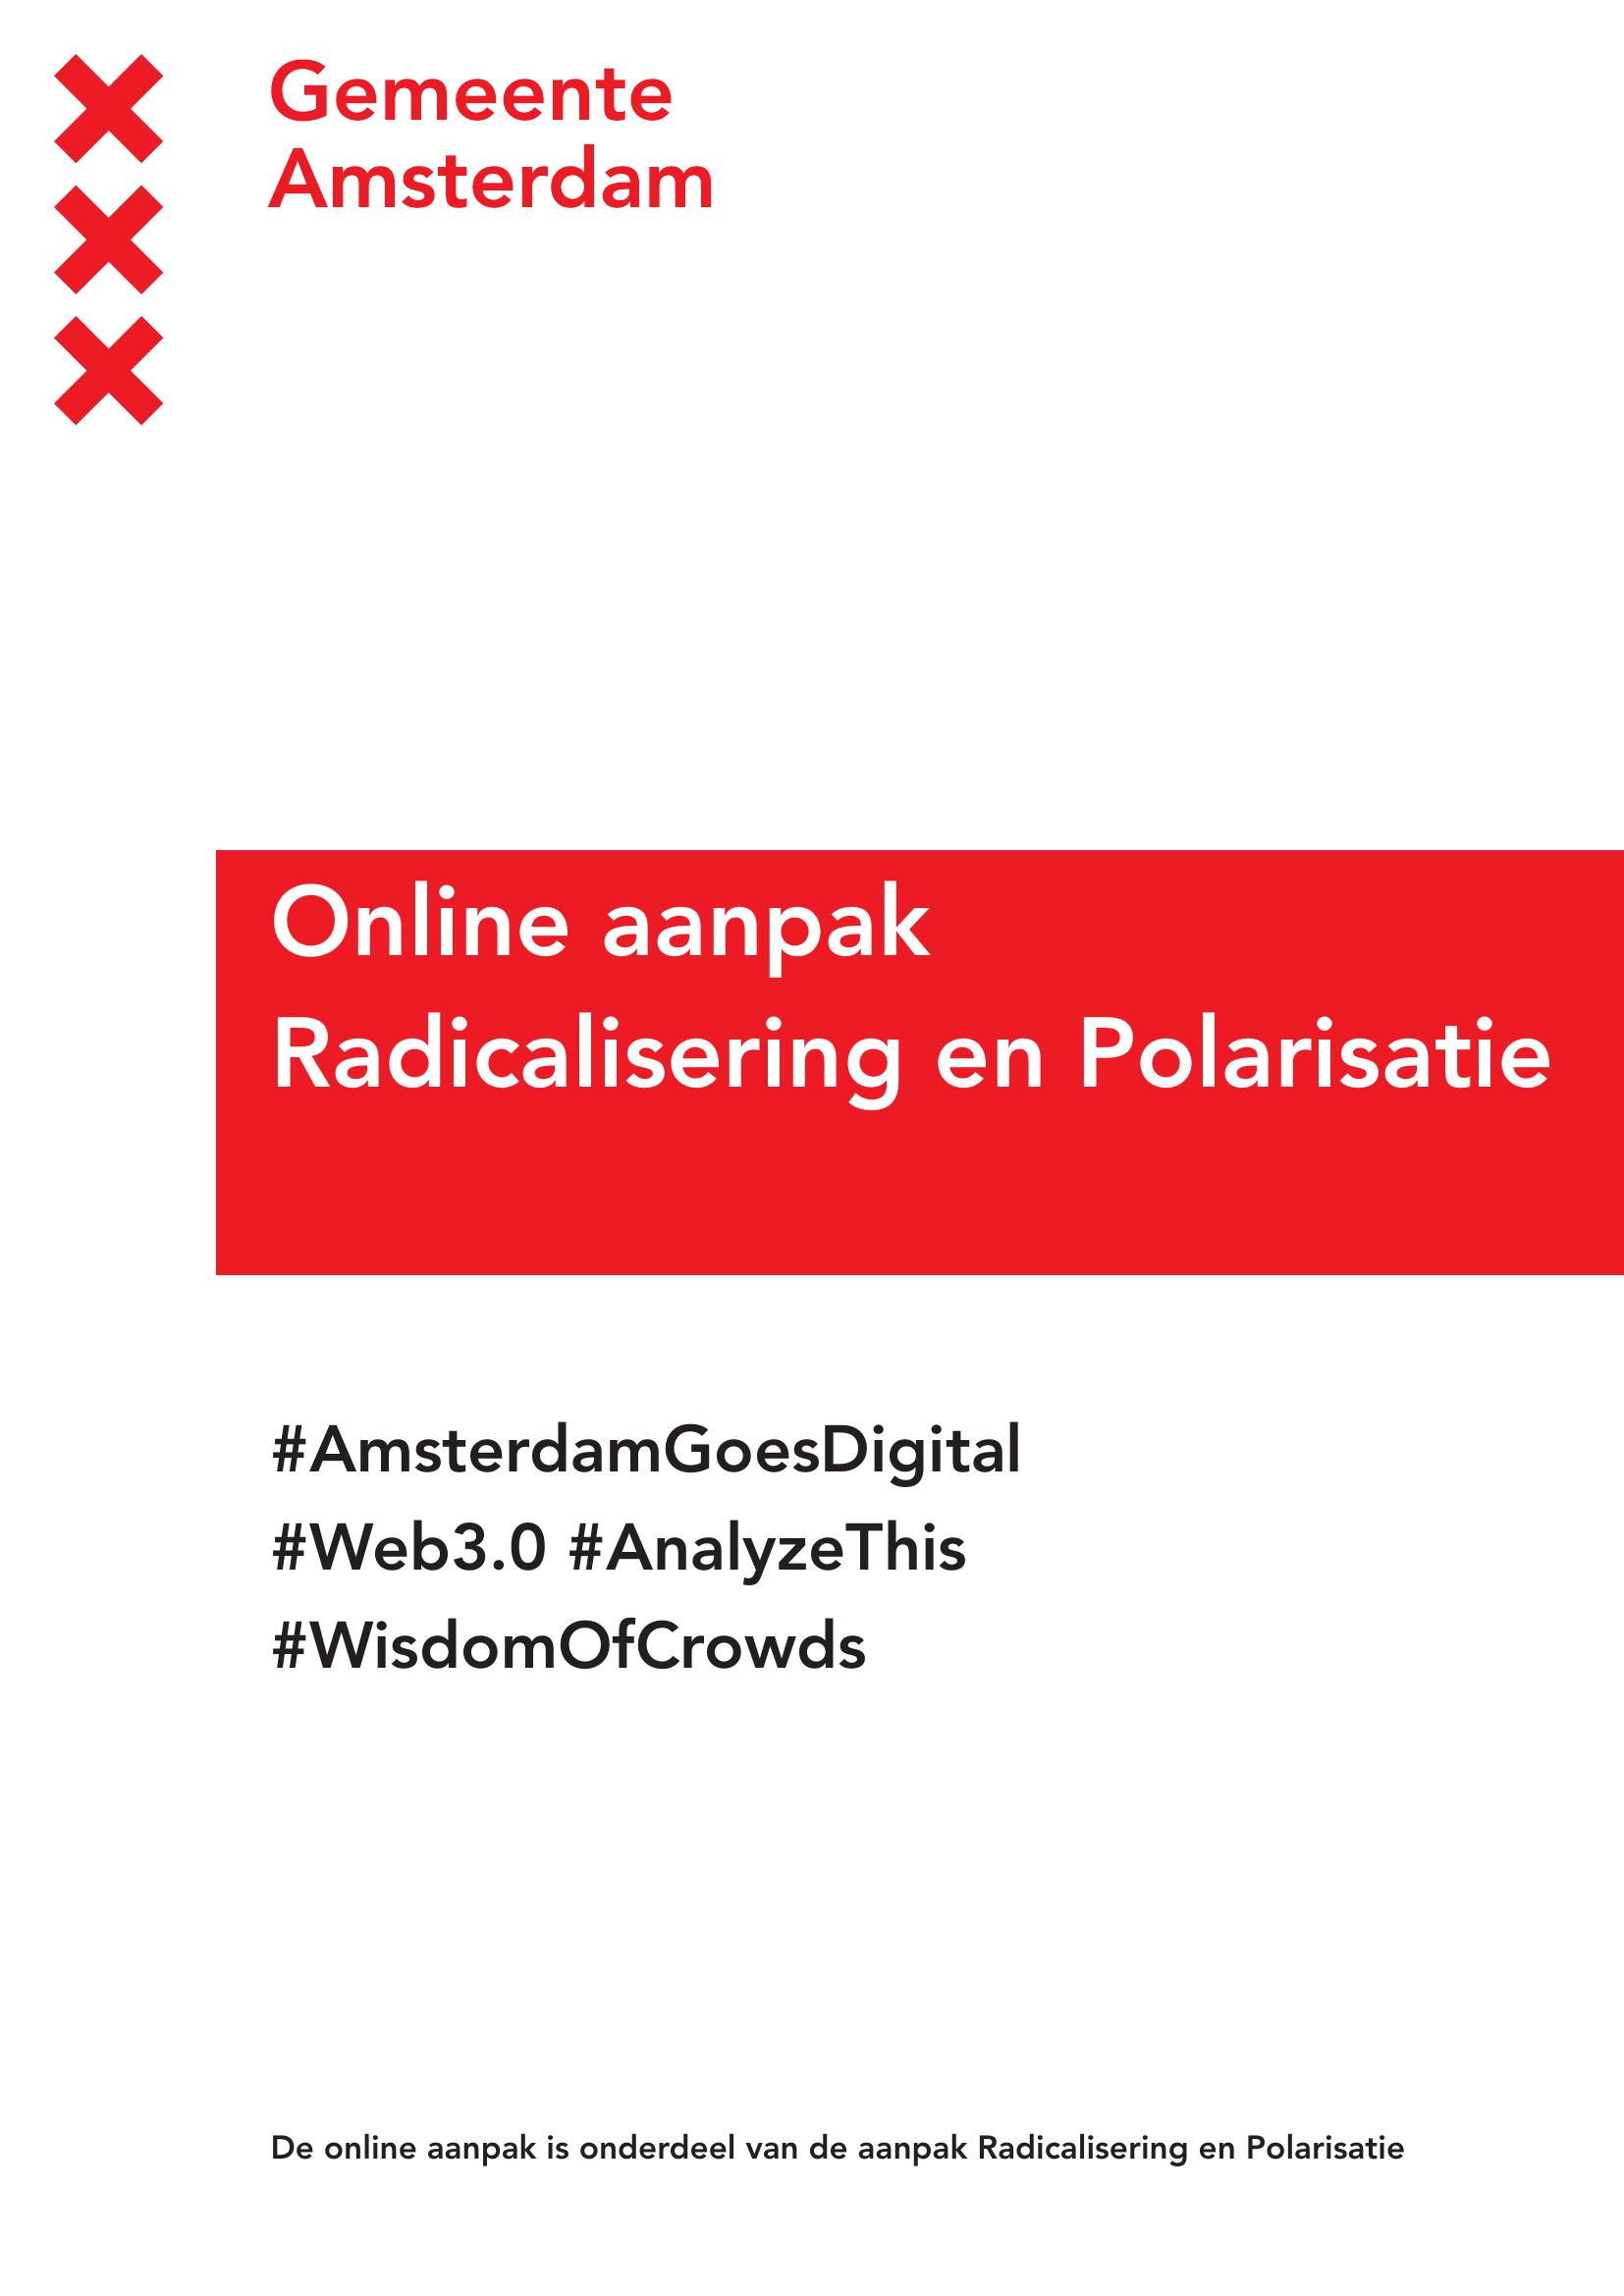 Gemeente
Amsterdam
Online aanpak
Radicalisering en Polarisatie
#AmsterdamGoesDigital
#Web3.0 #AnalyzeThis
#WisdomOfCrowds
De online aanpak is onderdeel van de aanpak Radicalisering en Polarisatie